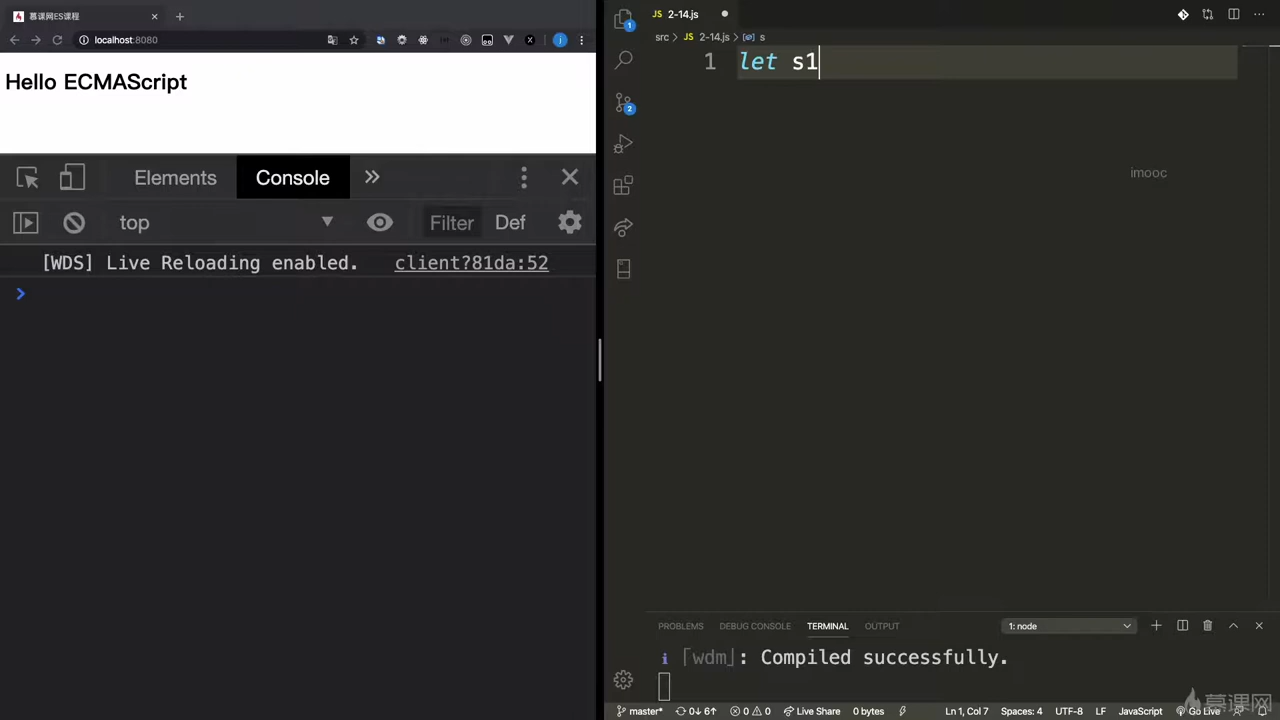 慕课网ES课程
localhost:8080
Hello ECMAScript
Elements
Console
top
Filter
Def
[WDS] Live Reloading enabled.
client?81da:52
JS 2-14.js
src > JS 2-14.js > s
1 let s1
imooc
PROBLEMS
DEBUG CONSOLE
TERMINAL
OUTPUT
1: node
i ｢wdm｣: Compiled successfully.
master*
0↓ 6↑
0 0
Live Share
0 bytes
Ln 1, Col 7
Spaces: 4
UTF-8
LF
JavaScript
Go Live
慕课网